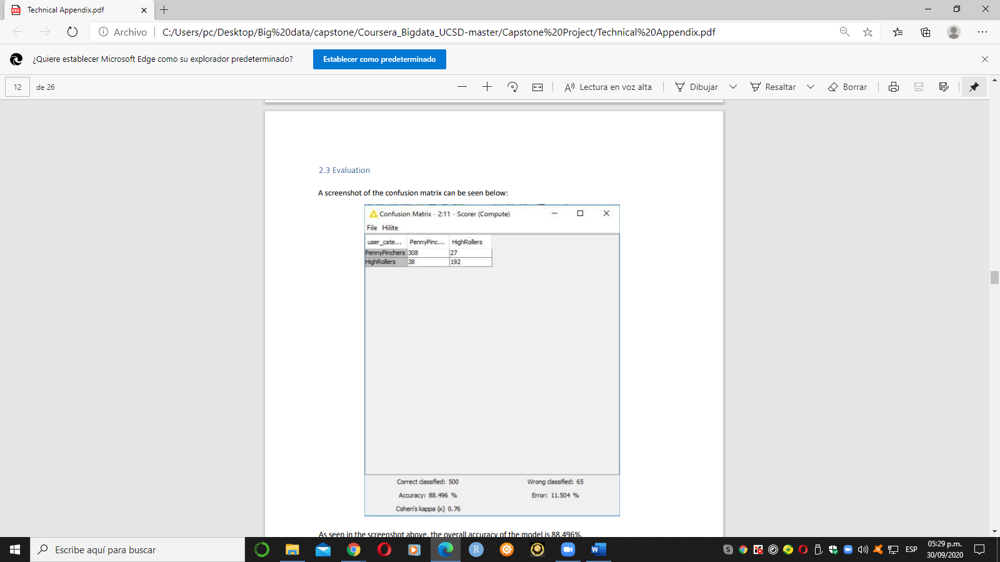 Technical Appendix.pdf
Archivo
C:/Users/pc/Desktop/Big%20data/capstone/Coursera_Bigdata_UCSD-master/Capstone%20Project/Technical%20Appendix.pdf
¿Quiere establecer Microsoft Edge como su explorador predeterminado?
Establecer como predeterminado
12 de 26
Lectura en voz alta
Dibujar
Resaltar
Borrar
2.3 Evaluation
A screenshot of the confusion matrix can be seen below:
Confusion Matrix - 2:11 - Scorer (Compute)
File Hilite
user_cate... PennyPinc... HighRollers
PennyPinchers 308 27
HighRollers 38 192
Correct classified: 500 Wrong classified: 65
Accuracy: 88.496 % Error: 11.504 %
Cohen's kappa (κ) 0.76
As seen in the screenshot above, the overall accuracy of the model is 88.496%.
Escribe aquí para buscar
ESP
05:29 p.m.
30/09/2020